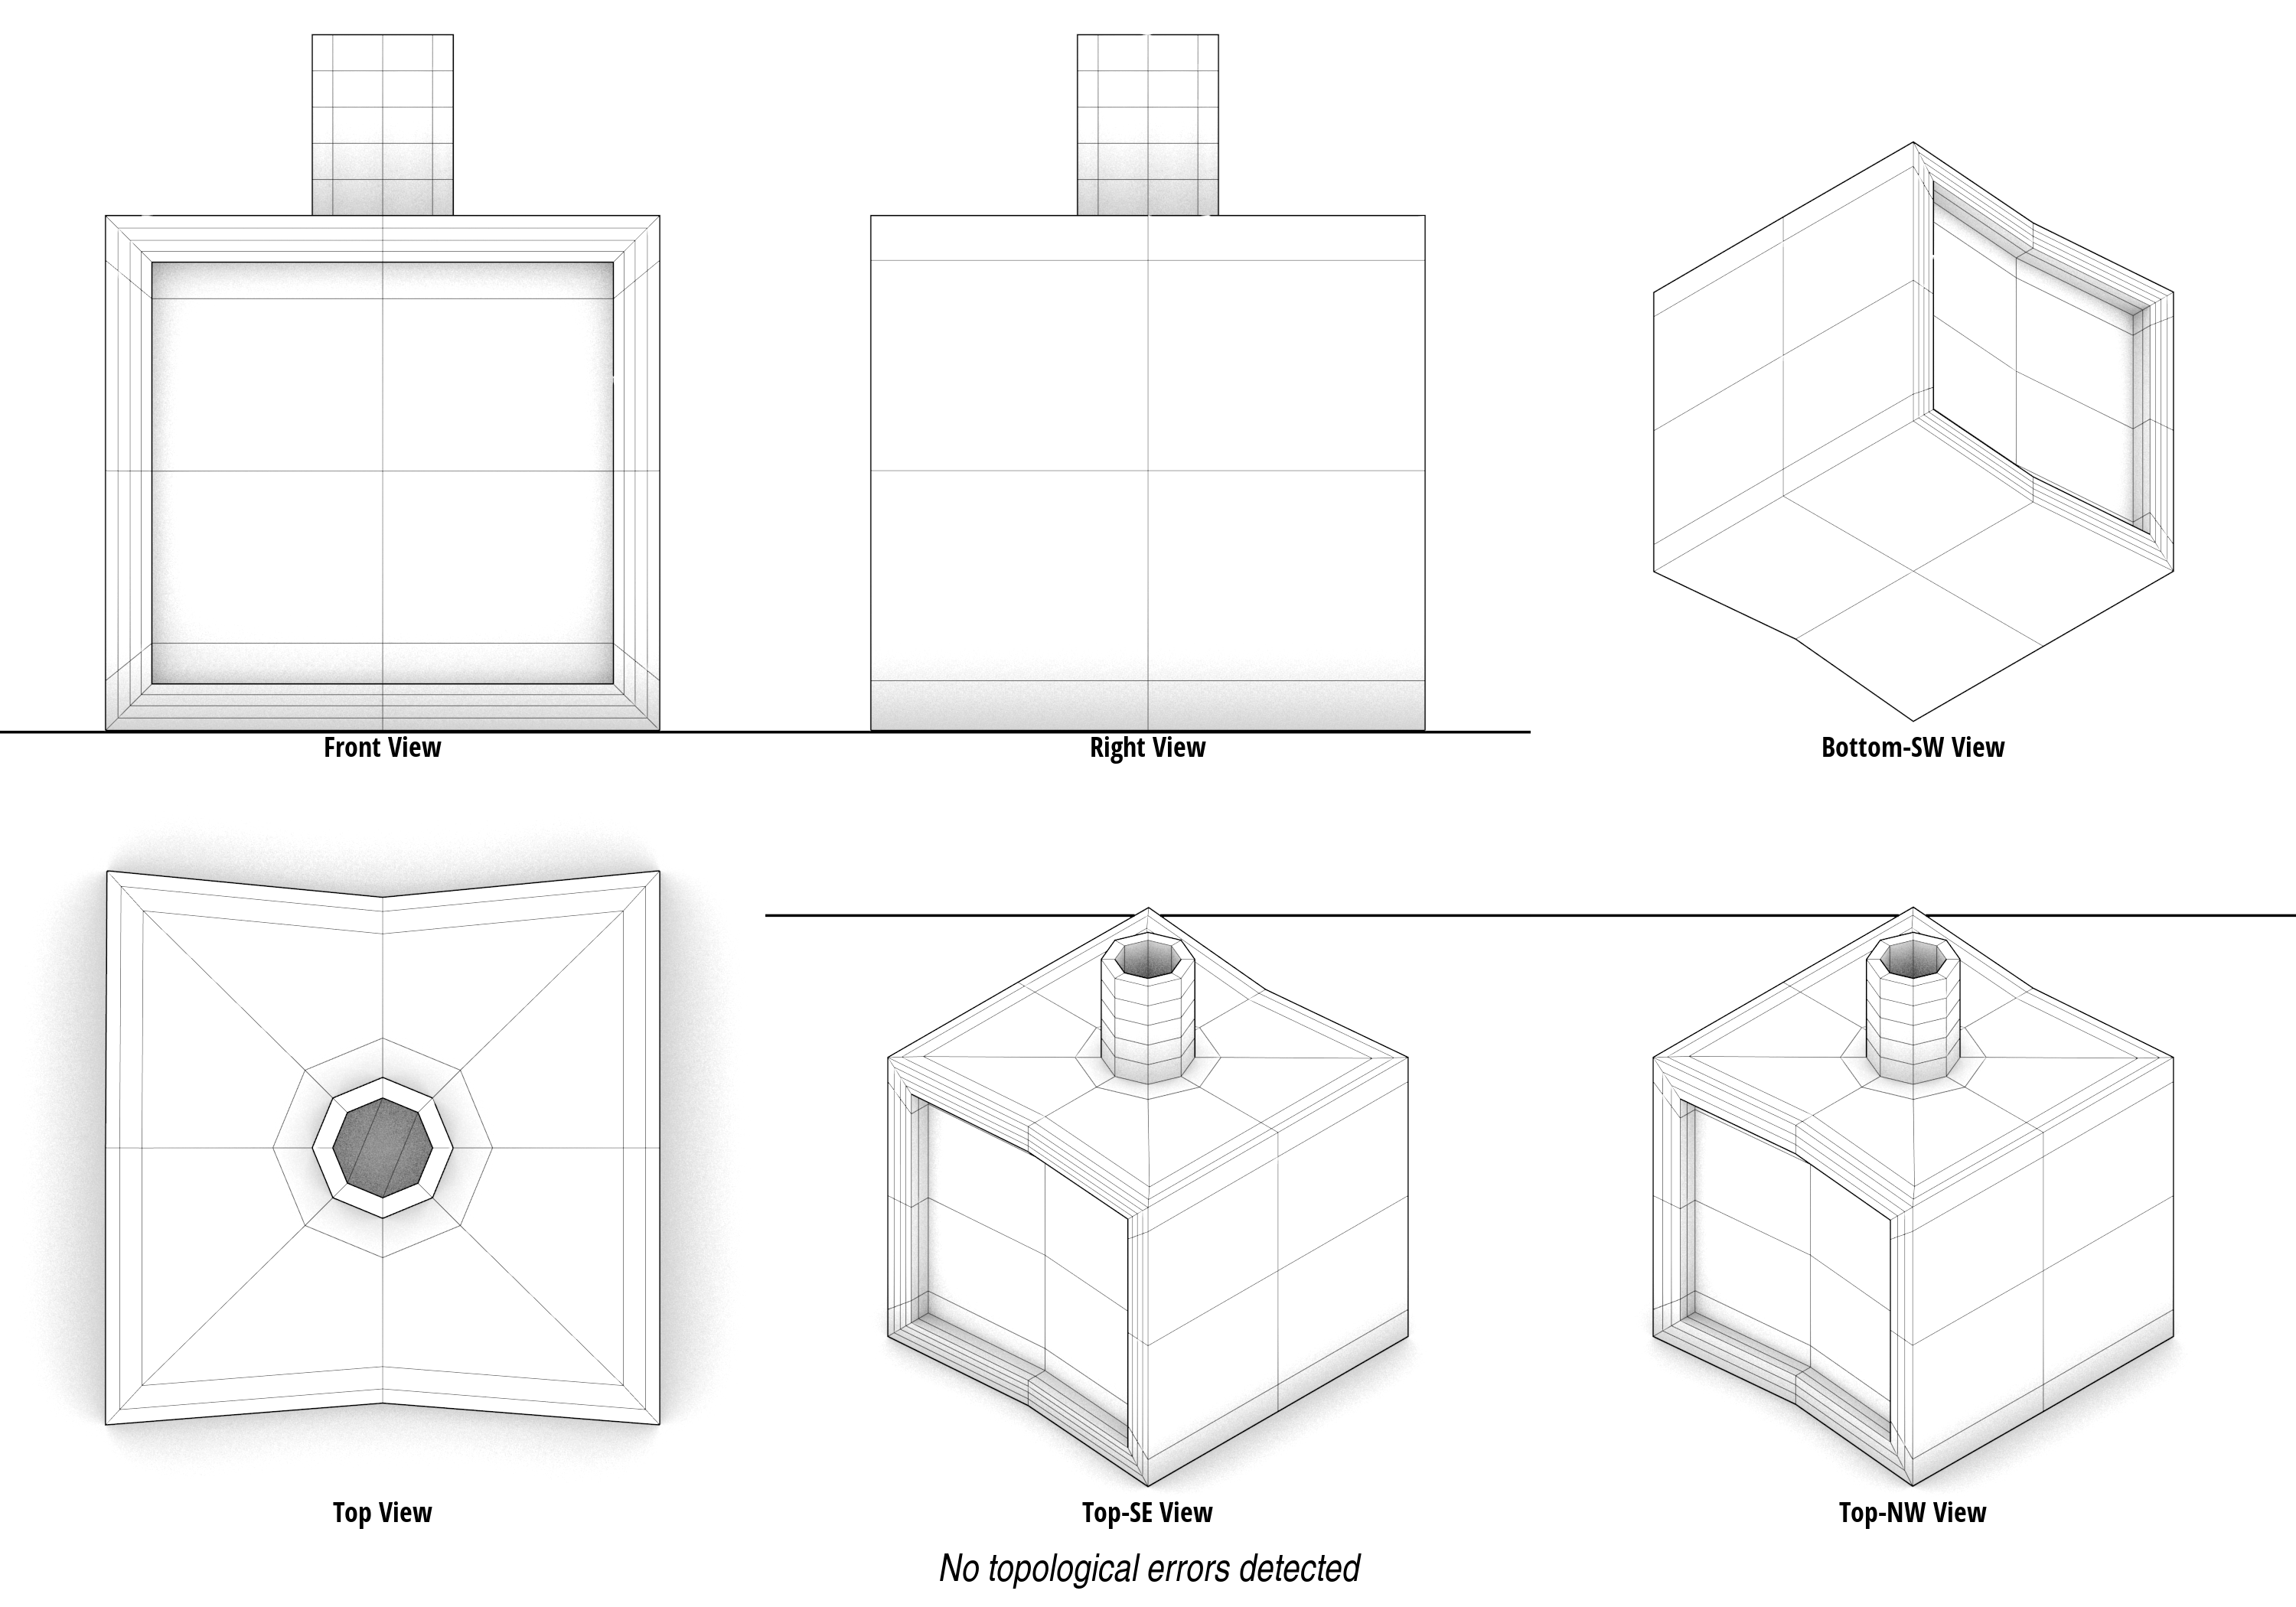 Front View
Right View
Bottom-SW View
Top View
Top-SE View
Top-NW View
No topological errors detected